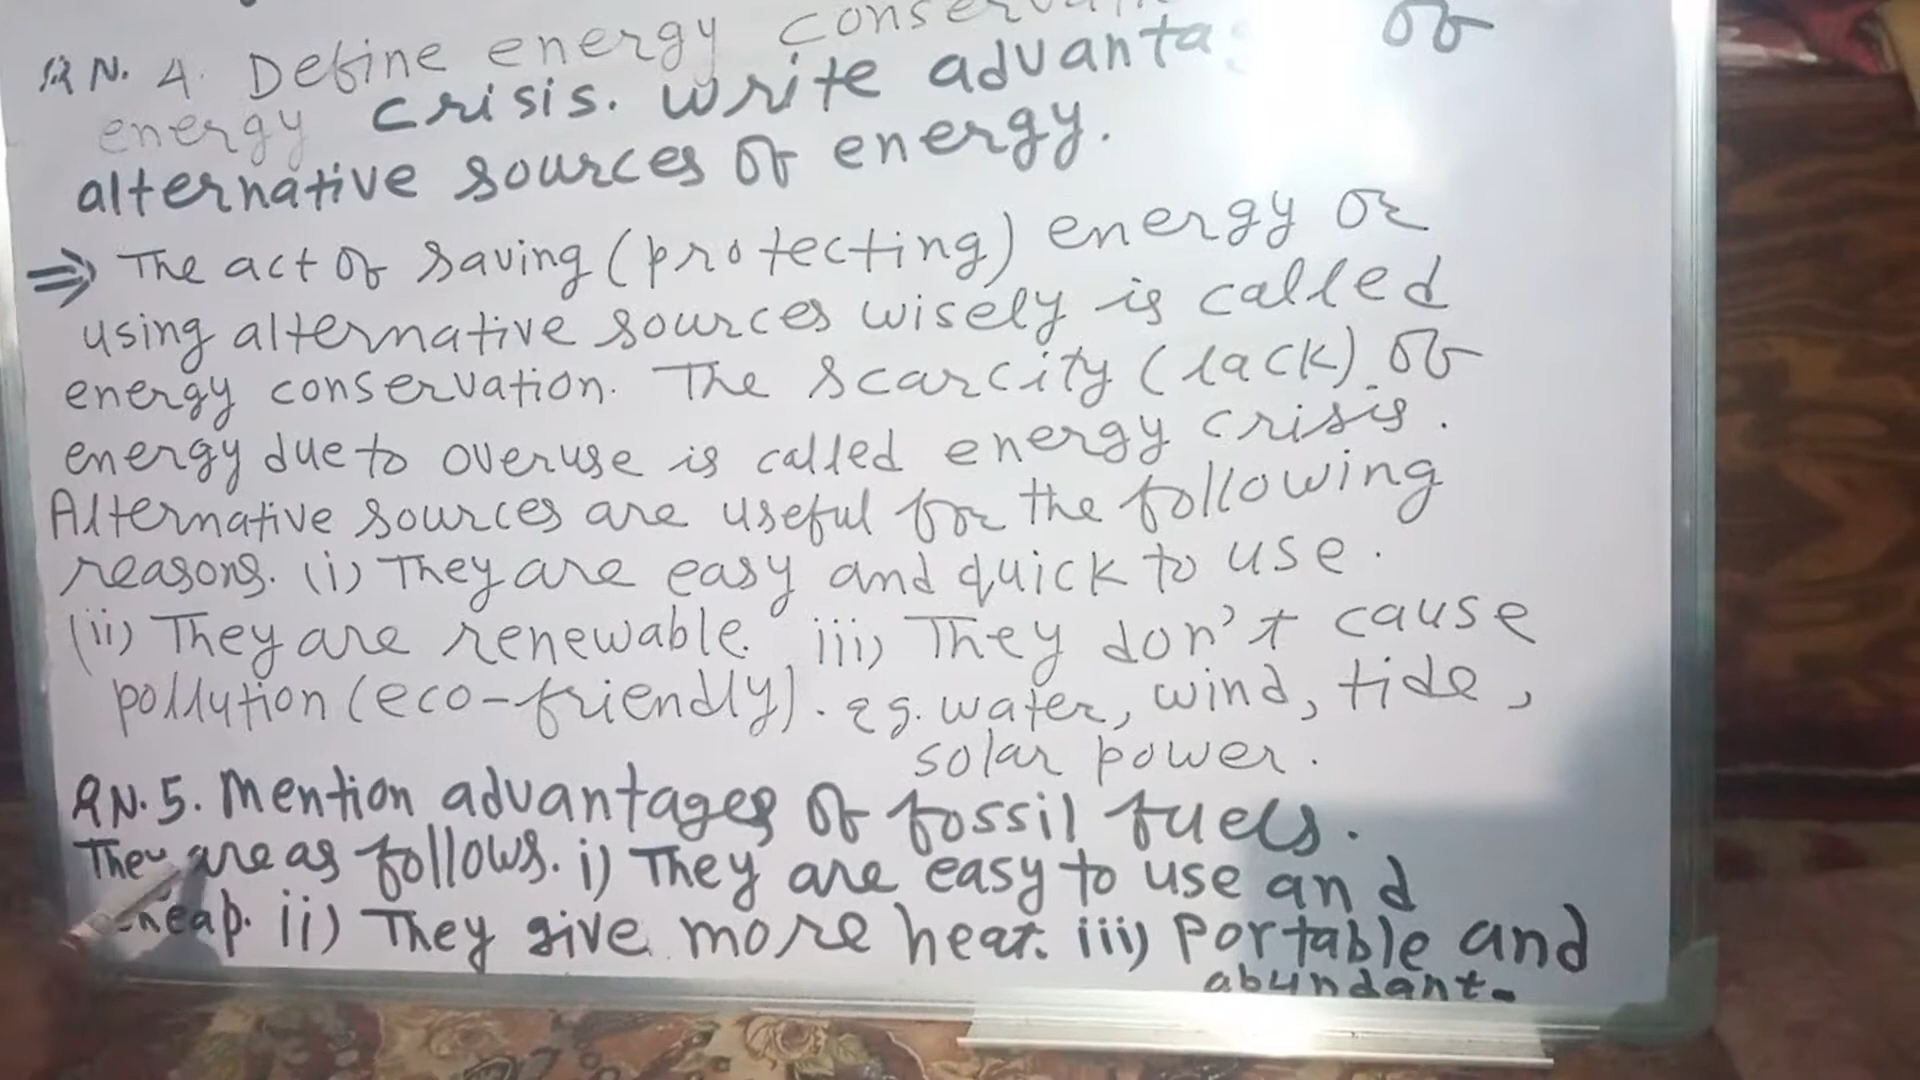 Q N. 4. Define energy
energy crisis. write of
alternative sources of energy.
⇒ The act of saving (protecting) energy or
using alternative sources wisely is called
energy conservation. The scarcity (lack) of
energy due to overuse is called energy crisis.
Alternative sources are useful for the following
reasons. (i) They are easy and quick to use.
(ii) They are renewable. iii) They don't cause
pollution (eco-friendly). eg. water, wind, tide,
solar power.
Q N. 5. Mention advantages of fossil fuels.
They are as follows. i) They are easy to use and
cheap. ii) They give more heat. iii) Portable and
abundant.